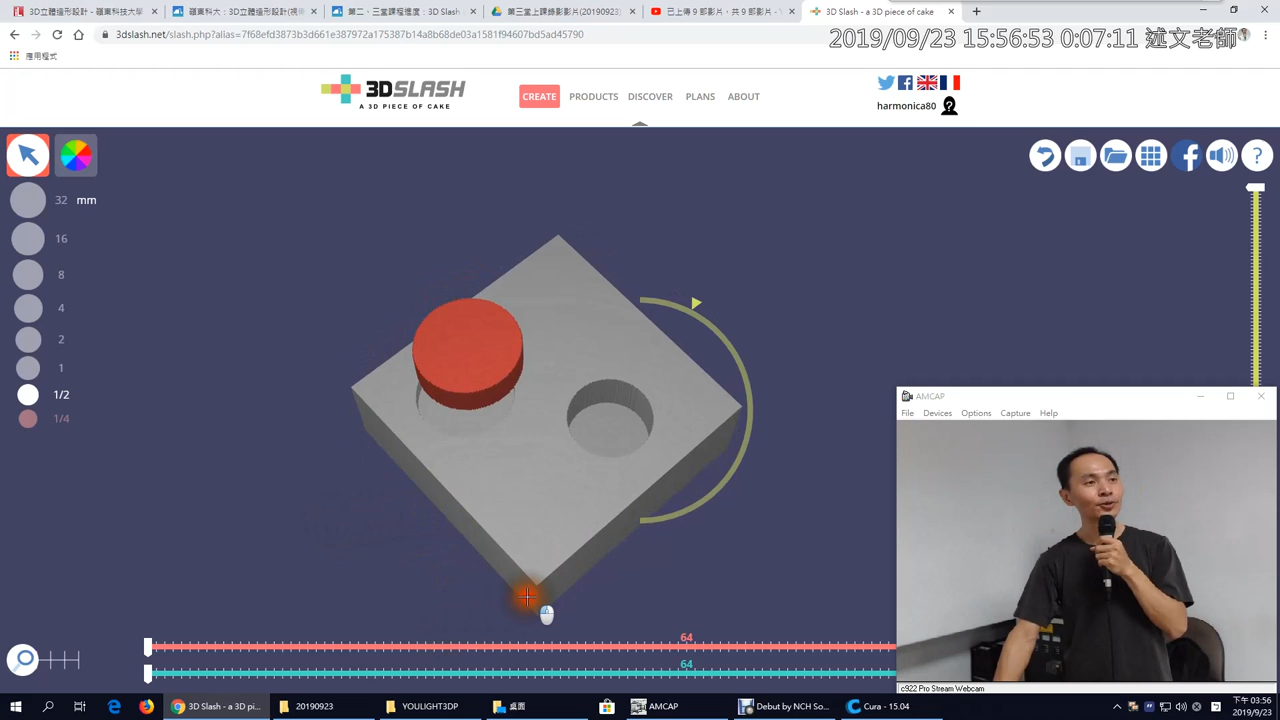 3D立體造形設計 - 嶺東科技大學
嶺東科大：3D立體造形設計(視傳
第二、三堂課程進度：3D Slash -
第三堂上課錄影影片(20190923)
已上傳 9 部影片，共 9 部影片 - Y
3D Slash - a 3D piece of cake
3dslash.net/slash.php?alias=7f68efd3873b3d661e387972a175387b14a8b68de03a1581f94607bd5ad45790
2019/09/23 15:56:53 0:07:11 述文老師
應用程式
3DSLASH
A 3D PIECE OF CAKE
CREATE PRODUCTS DISCOVER PLANS ABOUT
harmonica80
32 mm
16
8
4
2
1
1/2
1/4
AMCAP
File Devices Options Capture Help
64
64
c922 Pro Stream Webcam
3D Slash - a 3D pi...
20190923
YOULIGHT3DP
桌面
AMCAP
Debut by NCH So...
Cura - 15.04
下午 03:56
2019/9/23